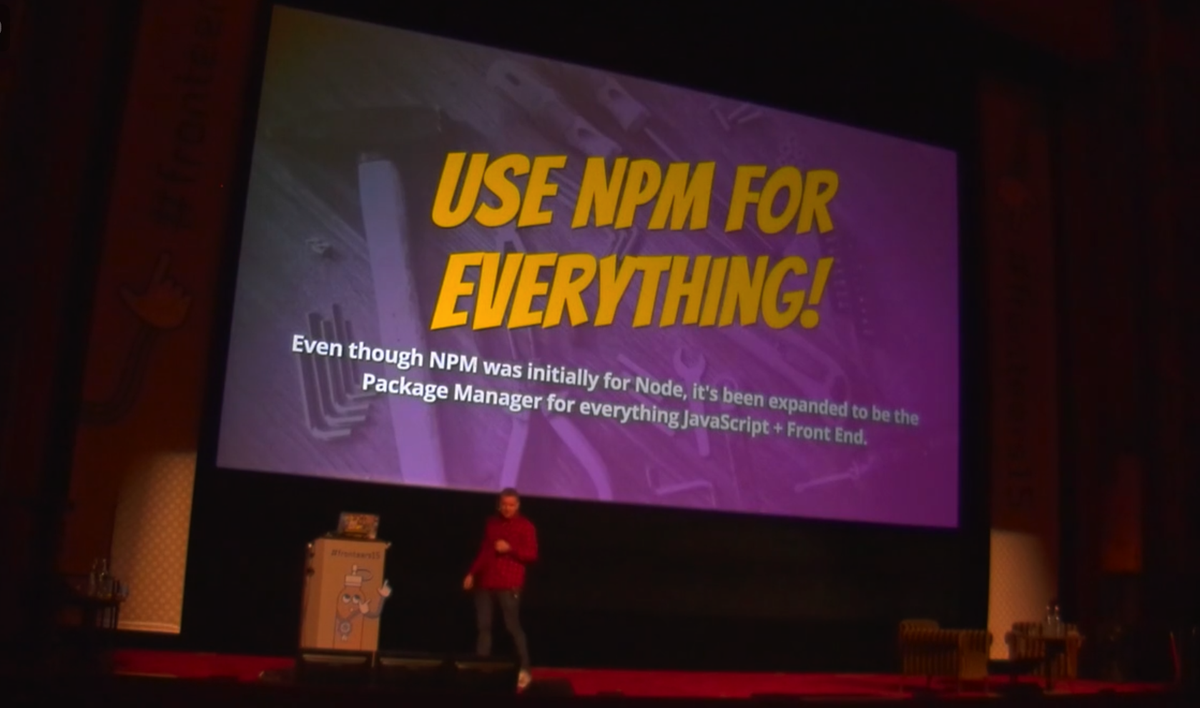 USE NPM FOR
EVERYTHING!
Even though NPM was initially for Node, it's been expanded to be the
Package Manager for everything JavaScript + Front End.
#fronteers15